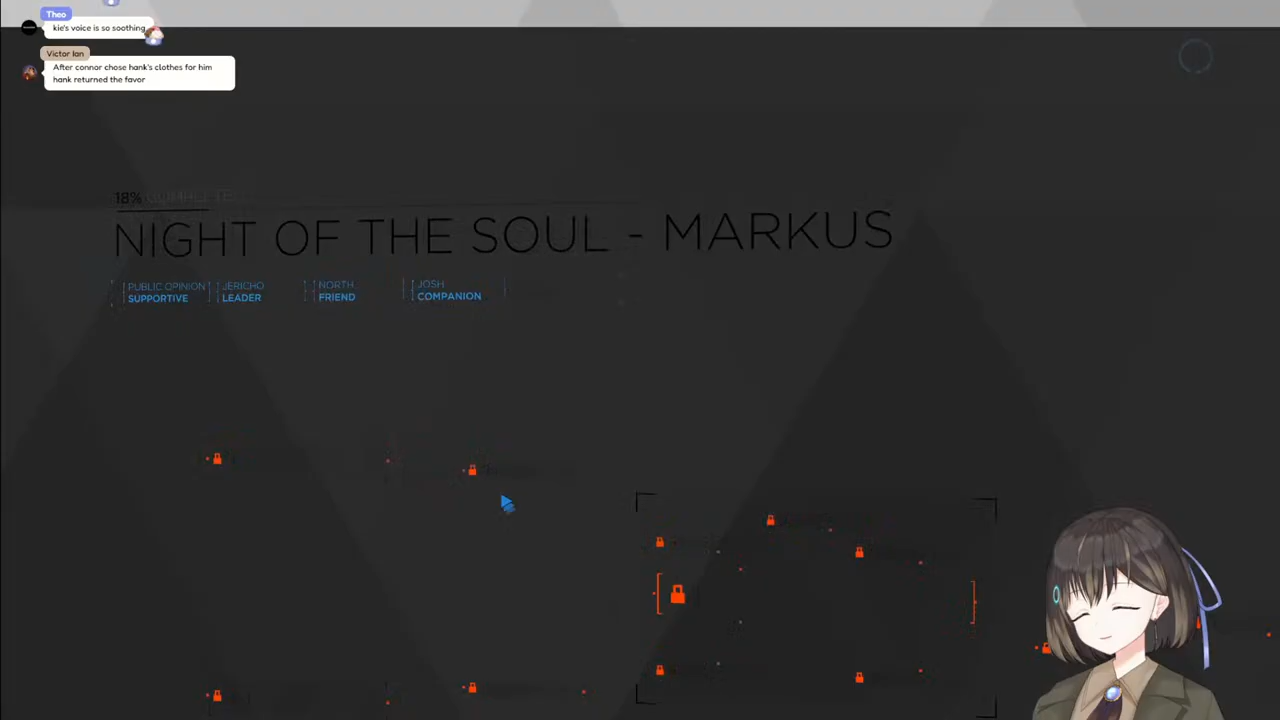 Theo
kie's voice is so soothing
Victor Ian
After connor chose hank's clothes for him
hank returned the favor
18% COMPLETE
NIGHT OF THE SOUL - MARKUS
PUBLIC OPINION
SUPPORTIVE
JERICHO
LEADER
NORTH
FRIEND
JOSH
COMPANION